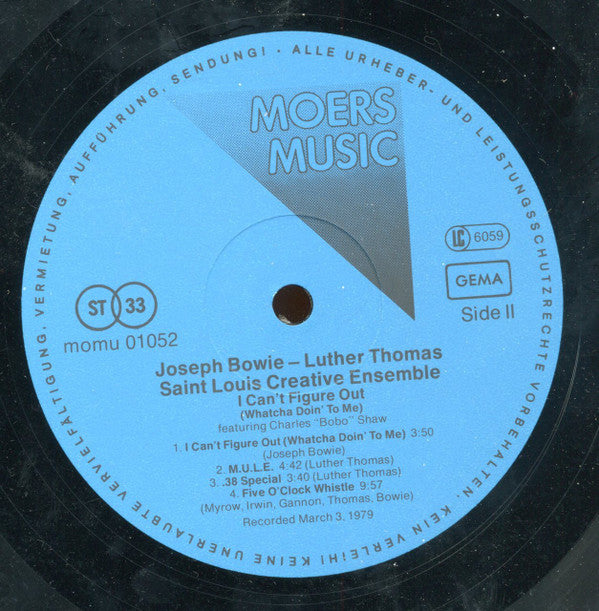 KEINE UNERLAUBTE VERVIELFÄLTIGUNG, VERMIETUNG, AUFFÜHRUNG, SENDUNG! · ALLE URHEBER- UND LEISTUNGSSCHUTZRECHTE VORBEHALTEN. KEIN VERLEIH!
MOERS
MUSIC
LC 6059
GEMA
Side II
ST 33
momu 01052
Joseph Bowie – Luther Thomas
Saint Louis Creative Ensemble
I Can't Figure Out
(Whatcha Doin' To Me)
featuring Charles "Bobo" Shaw
1. I Can't Figure Out (Whatcha Doin' To Me) 3:50
(Joseph Bowie)
2. M.U.L.E. 4:42 (Luther Thomas)
3. .38 Special 3:40 (Luther Thomas)
4. Five O'Clock Whistle 9:57
(Myrow, Irwin, Gannon, Thomas, Bowie)
Recorded March 3. 1979